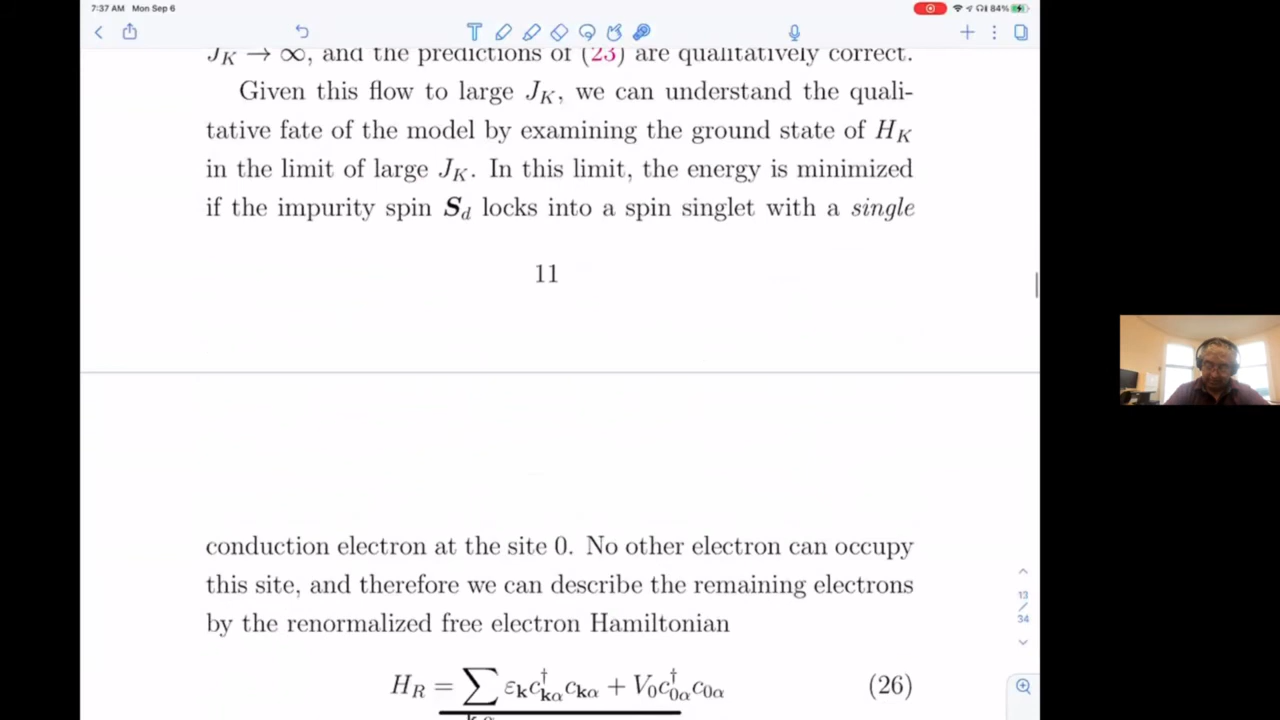 7:37 AM Mon Sep 6
84%
T
J_K → ∞, and the predictions of (23) are qualitatively correct.
Given this flow to large J_K, we can understand the quali-
tative fate of the model by examining the ground state of H_K
in the limit of large J_K. In this limit, the energy is minimized
if the impurity spin S_d locks into a spin singlet with a single
11
conduction electron at the site 0. No other electron can occupy
this site, and therefore we can describe the remaining electrons
by the renormalized free electron Hamiltonian
H_R = ∑ ε_k c†_kα c_kα + V_0 c†_0α c_0α (26)
k,α
13
/
34